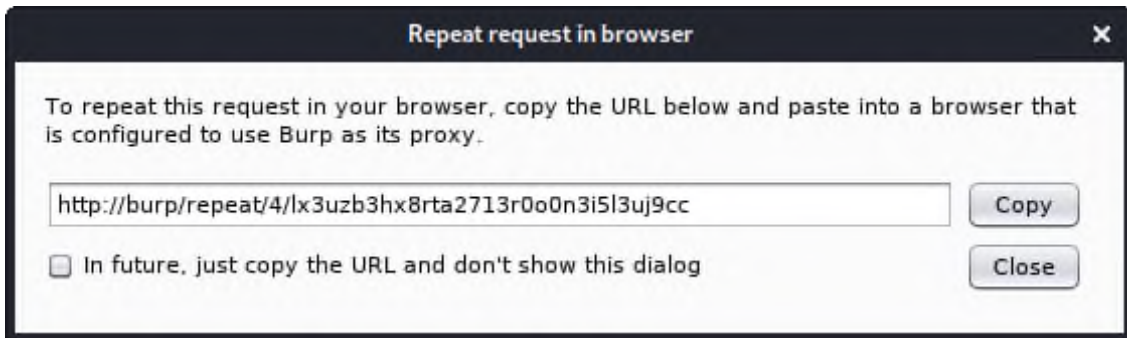 Repeat request in browser
To repeat this request in your browser, copy the URL below and paste into a browser that
is configured to use Burp as its proxy.
http://burp/repeat/4/lx3uzb3hx8rta2713r0o0n3i5l3uj9cc
Copy
In future, just copy the URL and don't show this dialog
Close